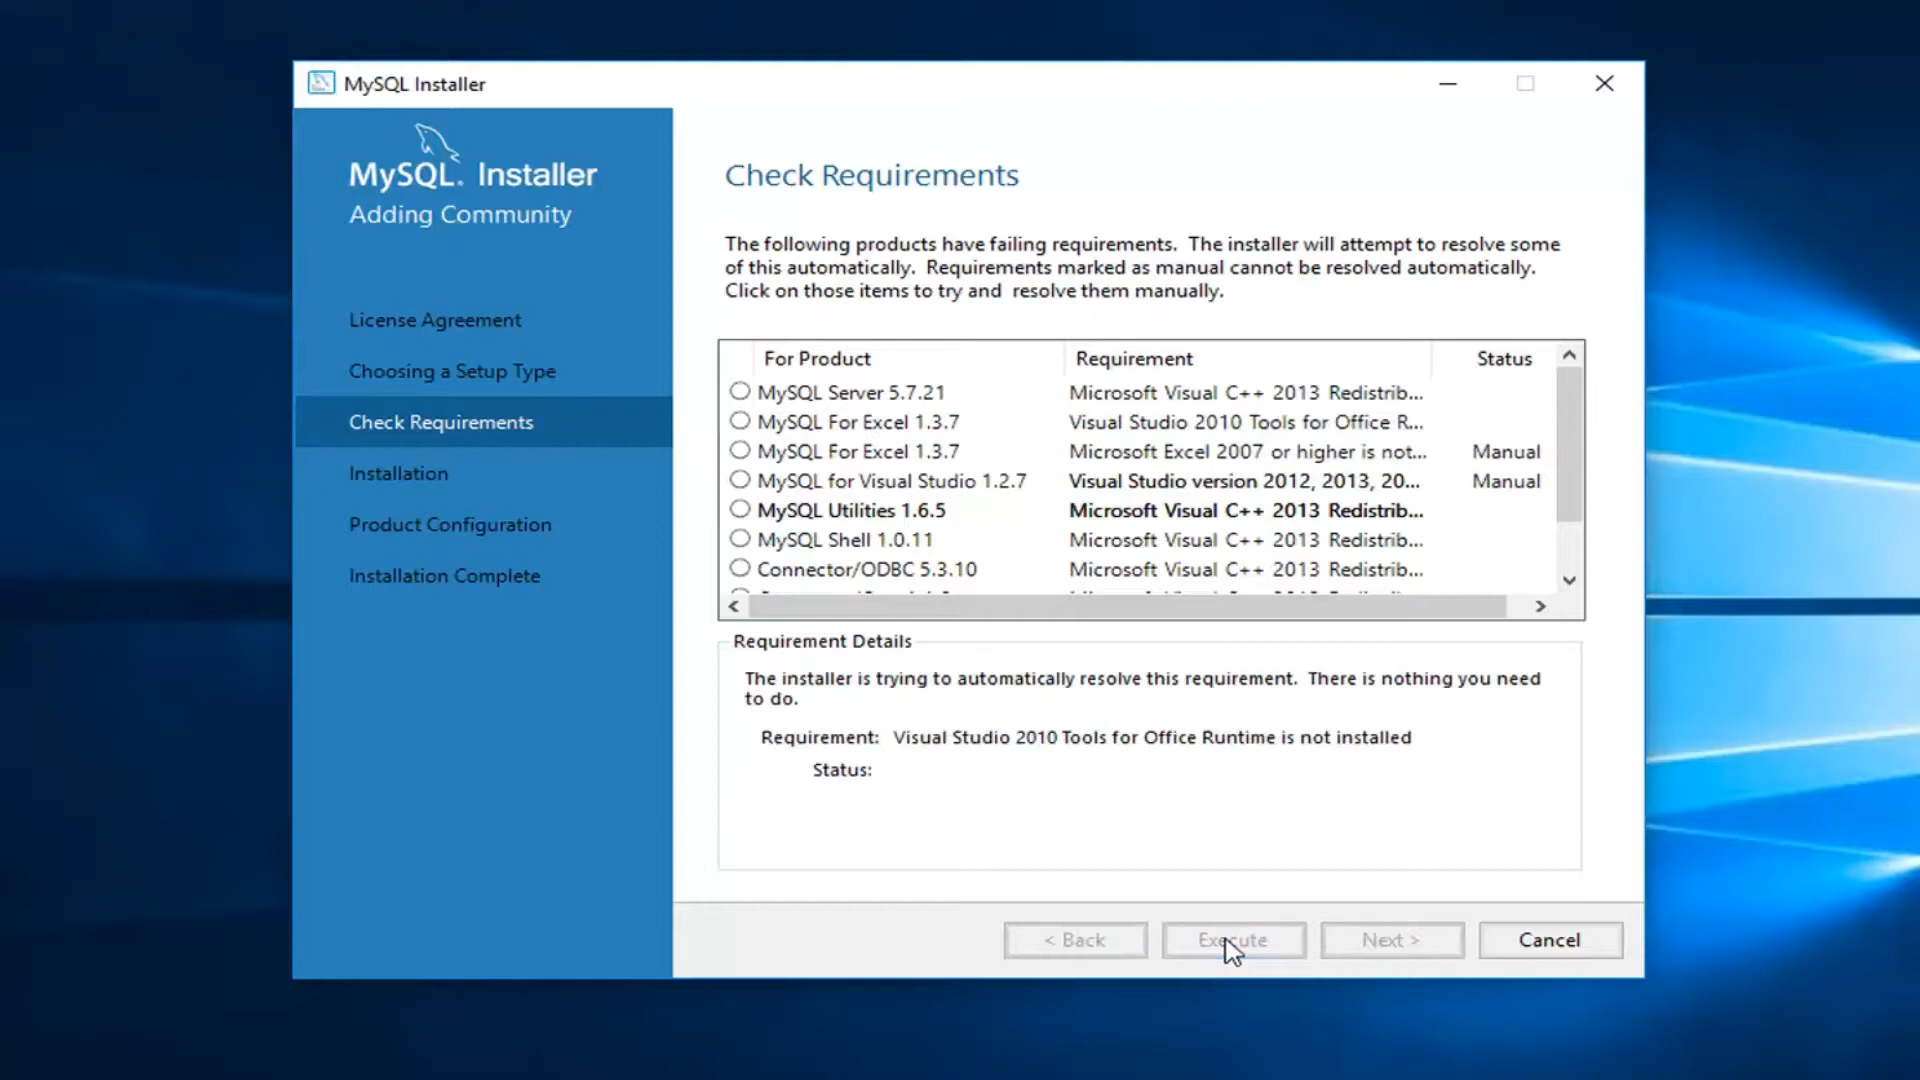 MySQL Installer
MySQL. Installer
Adding Community
License Agreement
Choosing a Setup Type
Check Requirements
Installation
Product Configuration
Installation Complete
Check Requirements
The following products have failing requirements. The installer will attempt to resolve some
of this automatically. Requirements marked as manual cannot be resolved automatically.
Click on those items to try and resolve them manually.
For Product Requirement Status
MySQL Server 5.7.21 Microsoft Visual C++ 2013 Redistrib...
MySQL For Excel 1.3.7 Visual Studio 2010 Tools for Office R...
MySQL For Excel 1.3.7 Microsoft Excel 2007 or higher is not... Manual
MySQL for Visual Studio 1.2.7 Visual Studio version 2012, 2013, 20... Manual
MySQL Utilities 1.6.5 Microsoft Visual C++ 2013 Redistrib...
MySQL Shell 1.0.11 Microsoft Visual C++ 2013 Redistrib...
Connector/ODBC 5.3.10 Microsoft Visual C++ 2013 Redistrib...
Requirement Details
The installer is trying to automatically resolve this requirement. There is nothing you need
to do.
Requirement: Visual Studio 2010 Tools for Office Runtime is not installed
Status:
< Back Execute Next > Cancel